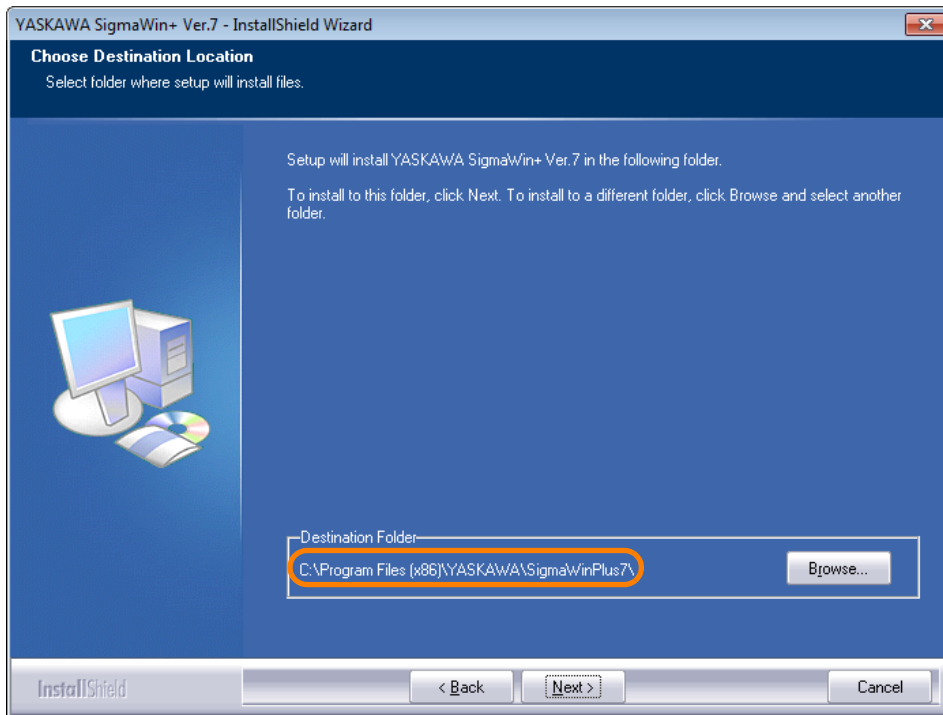 YASKAWA SigmaWin+ Ver.7 - InstallShield Wizard
Choose Destination Location
Select folder where setup will install files.
Setup will install YASKAWA SigmaWin+ Ver.7 in the following folder.
To install to this folder, click Next. To install to a different folder, click Browse and select another
folder.
Destination Folder
C:\Program Files (x86)\YASKAWA\SigmaWinPlus7\
Browse...
InstallShield
< Back
Next >
Cancel